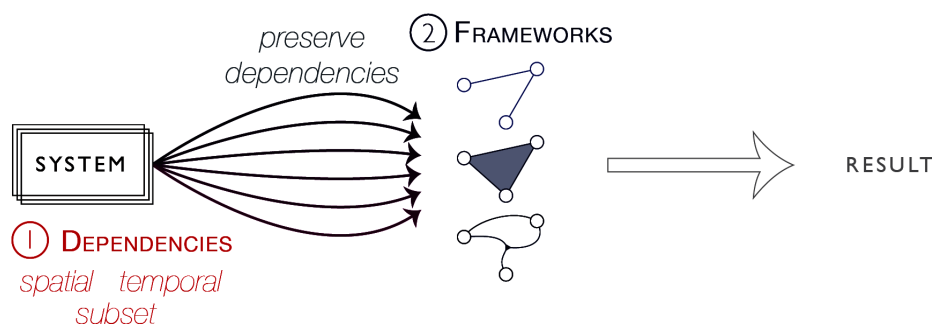 preserve
dependencies
2 FRAMEWORKS
SYSTEM
RESULT
1 DEPENDENCIES
spatial temporal
subset